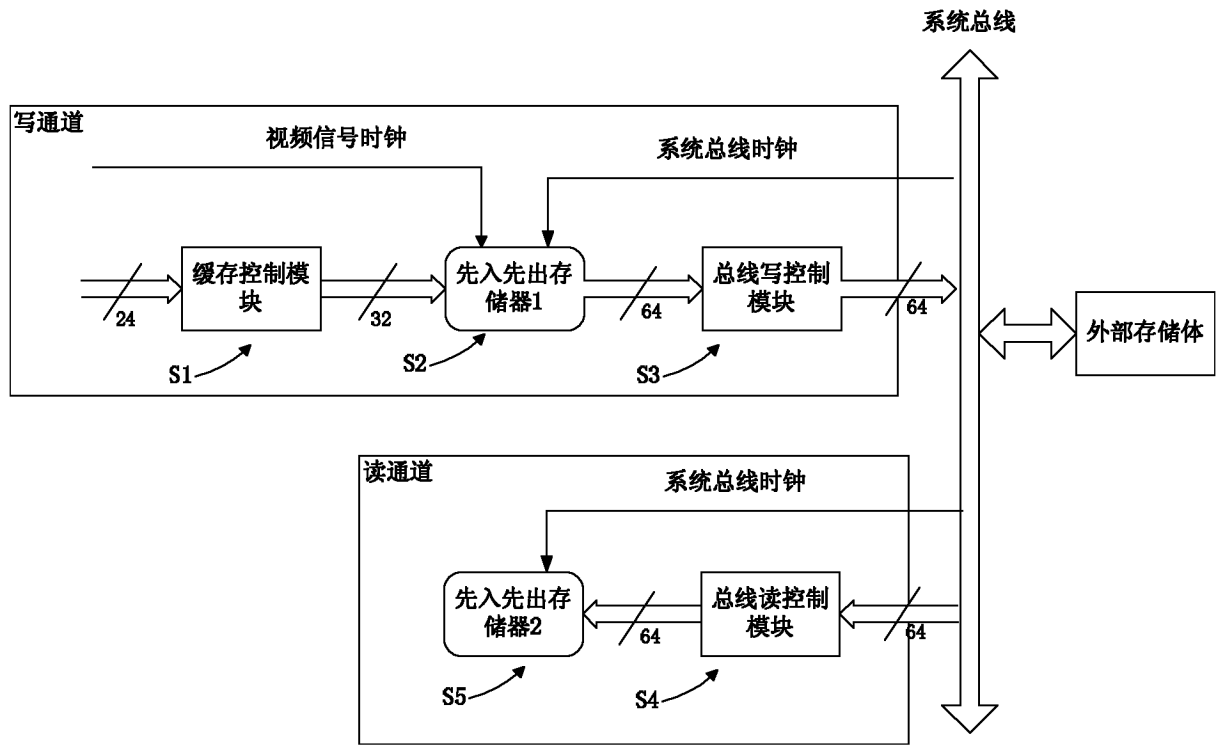 系统总线
写通道
视频信号时钟
系统总线时钟
缓存控制模
块
先入先出存
储器1
总线写控制
模块
24
32
64
64
外部存储体
S1
S2
S3
读通道
系统总线时钟
先入先出存
储器2
总线读控制
模块
64
64
S5
S4